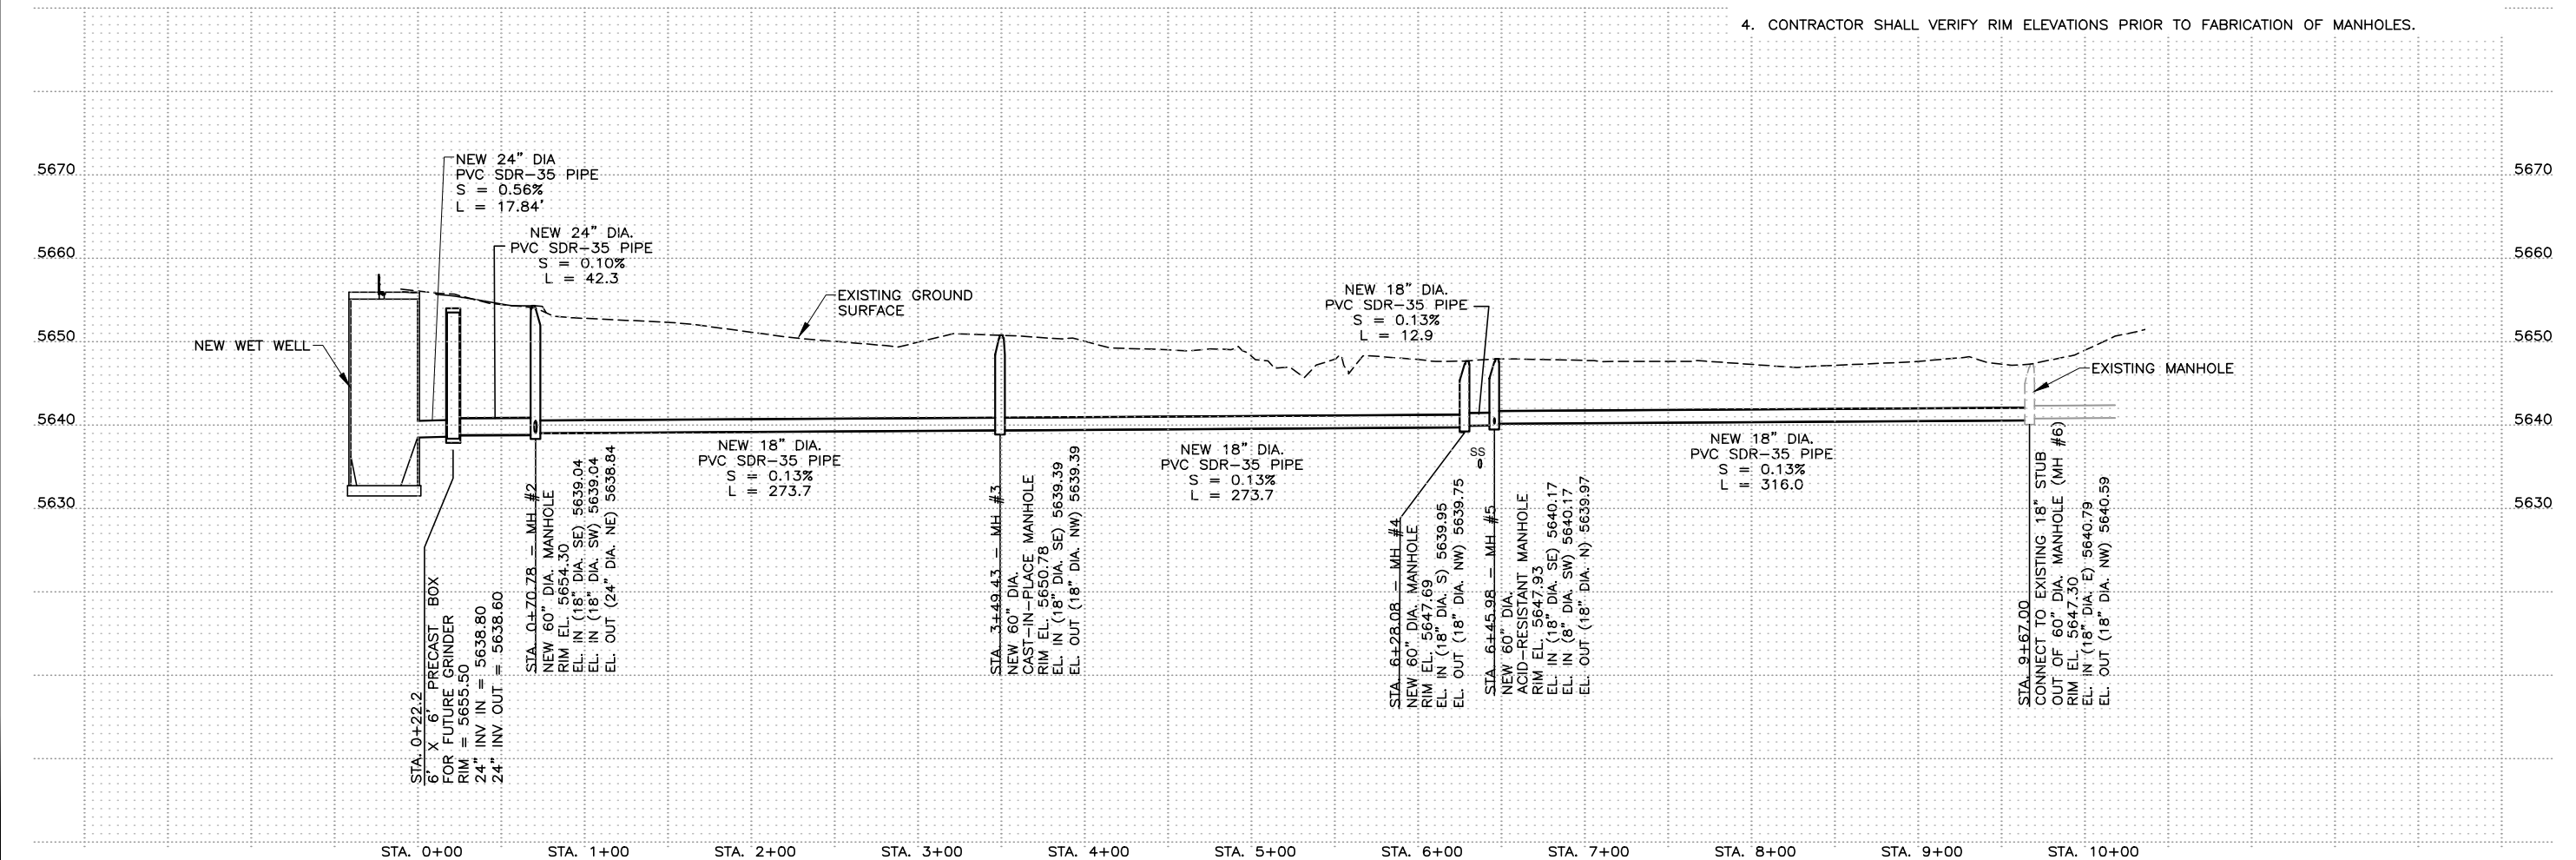 4. CONTRACTOR SHALL VERIFY RIM ELEVATIONS PRIOR TO FABRICATION OF MANHOLES.
5670
5660
5650
5640
5630
5670
5660
5650
5640
5630
NEW 24" DIA
PVC SDR-35 PIPE
S = 0.56%
L = 17.84'
NEW 24" DIA.
PVC SDR-35 PIPE
S = 0.10%
L = 42.3
EXISTING GROUND
SURFACE
NEW WET WELL
NEW 18" DIA.
PVC SDR-35 PIPE
S = 0.13%
L = 12.9
EXISTING MANHOLE
NEW 18" DIA.
PVC SDR-35 PIPE
S = 0.13%
L = 273.7
NEW 18" DIA.
PVC SDR-35 PIPE
S = 0.13%
L = 273.7
SS
NEW 18" DIA.
PVC SDR-35 PIPE
S = 0.13%
L = 316.0
STA. 0+22.2
6' X 6' PRECAST BOX
FOR FUTURE GRINDER
RIM = 5655.50
24" INV IN = 5638.80
24" INV OUT = 5638.60
STA. 0+70.78 - MH #2
NEW 60" DIA. MANHOLE
RIM EL. 5654.30
EL. IN (18" DIA. SE) 5639.04
EL. IN (18" DIA. SW) 5639.04
EL. OUT (24" DIA. NE) 5638.84
STA. 3+49.43 - MH #3
NEW 60" DIA.
CAST-IN-PLACE MANHOLE
RIM EL. 5650.78
EL. IN (18" DIA. SE) 5639.39
EL. OUT (18" DIA. NW) 5639.39
STA. 6+28.08 - MH #4
NEW 60" DIA. MANHOLE
RIM EL. 5647.69
EL. IN (18" DIA. S) 5639.95
EL. OUT (18" DIA. NW) 5639.75
STA. 6+45.98 - MH #5
NEW 60" DIA.
ACID-RESISTANT MANHOLE
RIM EL. 5647.93
EL. IN (18" DIA. SE) 5640.17
EL. IN (8" DIA. SW) 5640.17
EL. OUT (18" DIA. N) 5639.97
STA. 9+67.00
CONNECT TO EXISTING 18" STUB
OUT OF 60" DIA. MANHOLE (MH #6)
RIM EL. 5647.30
EL. IN (18" DIA. E) 5640.79
EL. OUT (18" DIA. NW) 5640.59
STA. 0+00
STA. 1+00
STA. 2+00
STA. 3+00
STA. 4+00
STA. 5+00
STA. 6+00
STA. 7+00
STA. 8+00
STA. 9+00
STA. 10+00